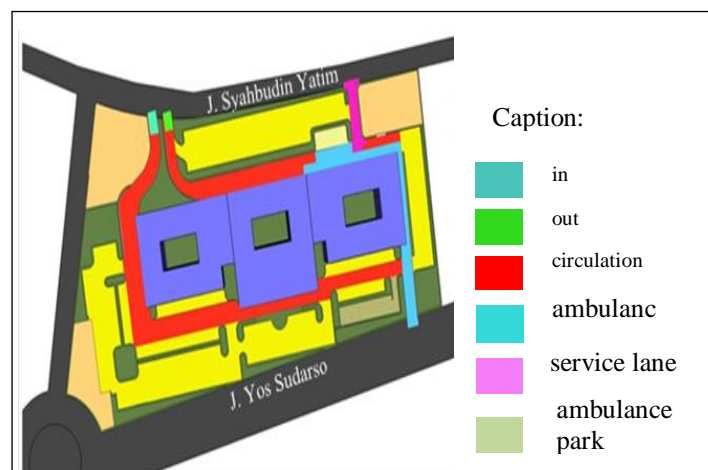 J. Syahbudin Yatim
J. Yos Sudarso
Caption:
in
out
circulation
ambulanc
service lane
ambulance
park